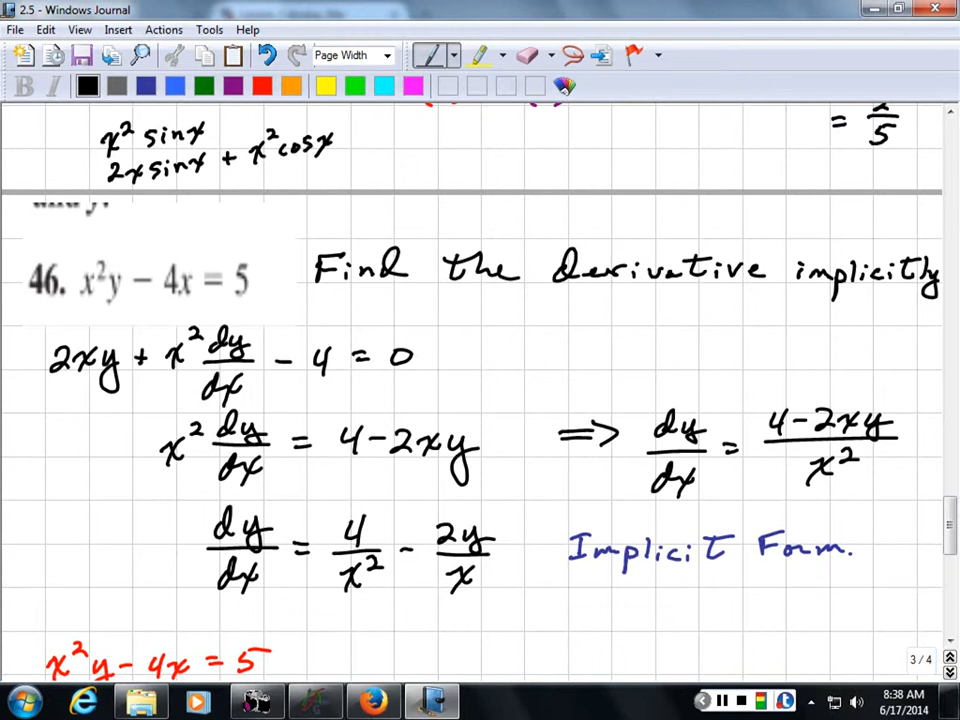 2.5 - Windows Journal
File Edit View Insert Actions Tools Help
Page Width
B I
x² sinx
2x sinx + x² cosx
= 5
and y.
46. x²y − 4x = 5 Find the derivative implicitly
2xy + x² dy/dx − 4 = 0
x² dy/dx = 4 − 2xy ⟹ dy/dx = (4 − 2xy)/x²
dy/dx = 4/x² − 2y/x Implicit Form.
x²y − 4x = 5
3 / 4
8:38 AM
6/17/2014